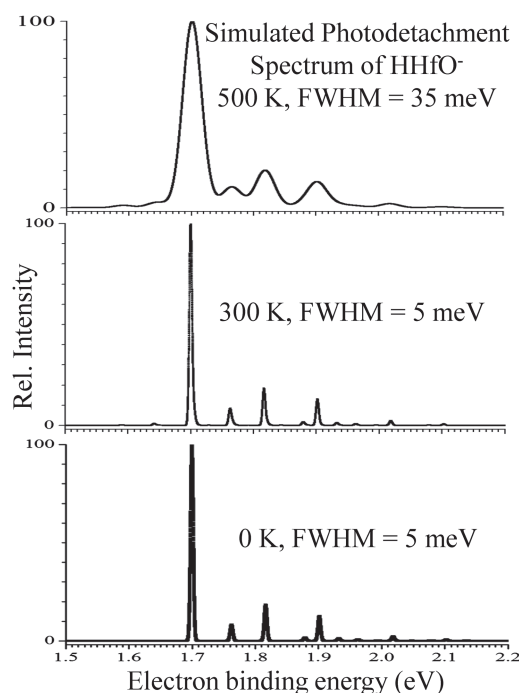 Simulated Photodetachment
Spectrum of HHfO⁻
500 K, FWHM = 35 meV
100
0
100
300 K, FWHM = 5 meV
0
100
0 K, FWHM = 5 meV
0
1.5 1.6 1.7 1.8 1.9 2.0 2.1 2.2
Electron binding energy (eV)
Rel. Intensity